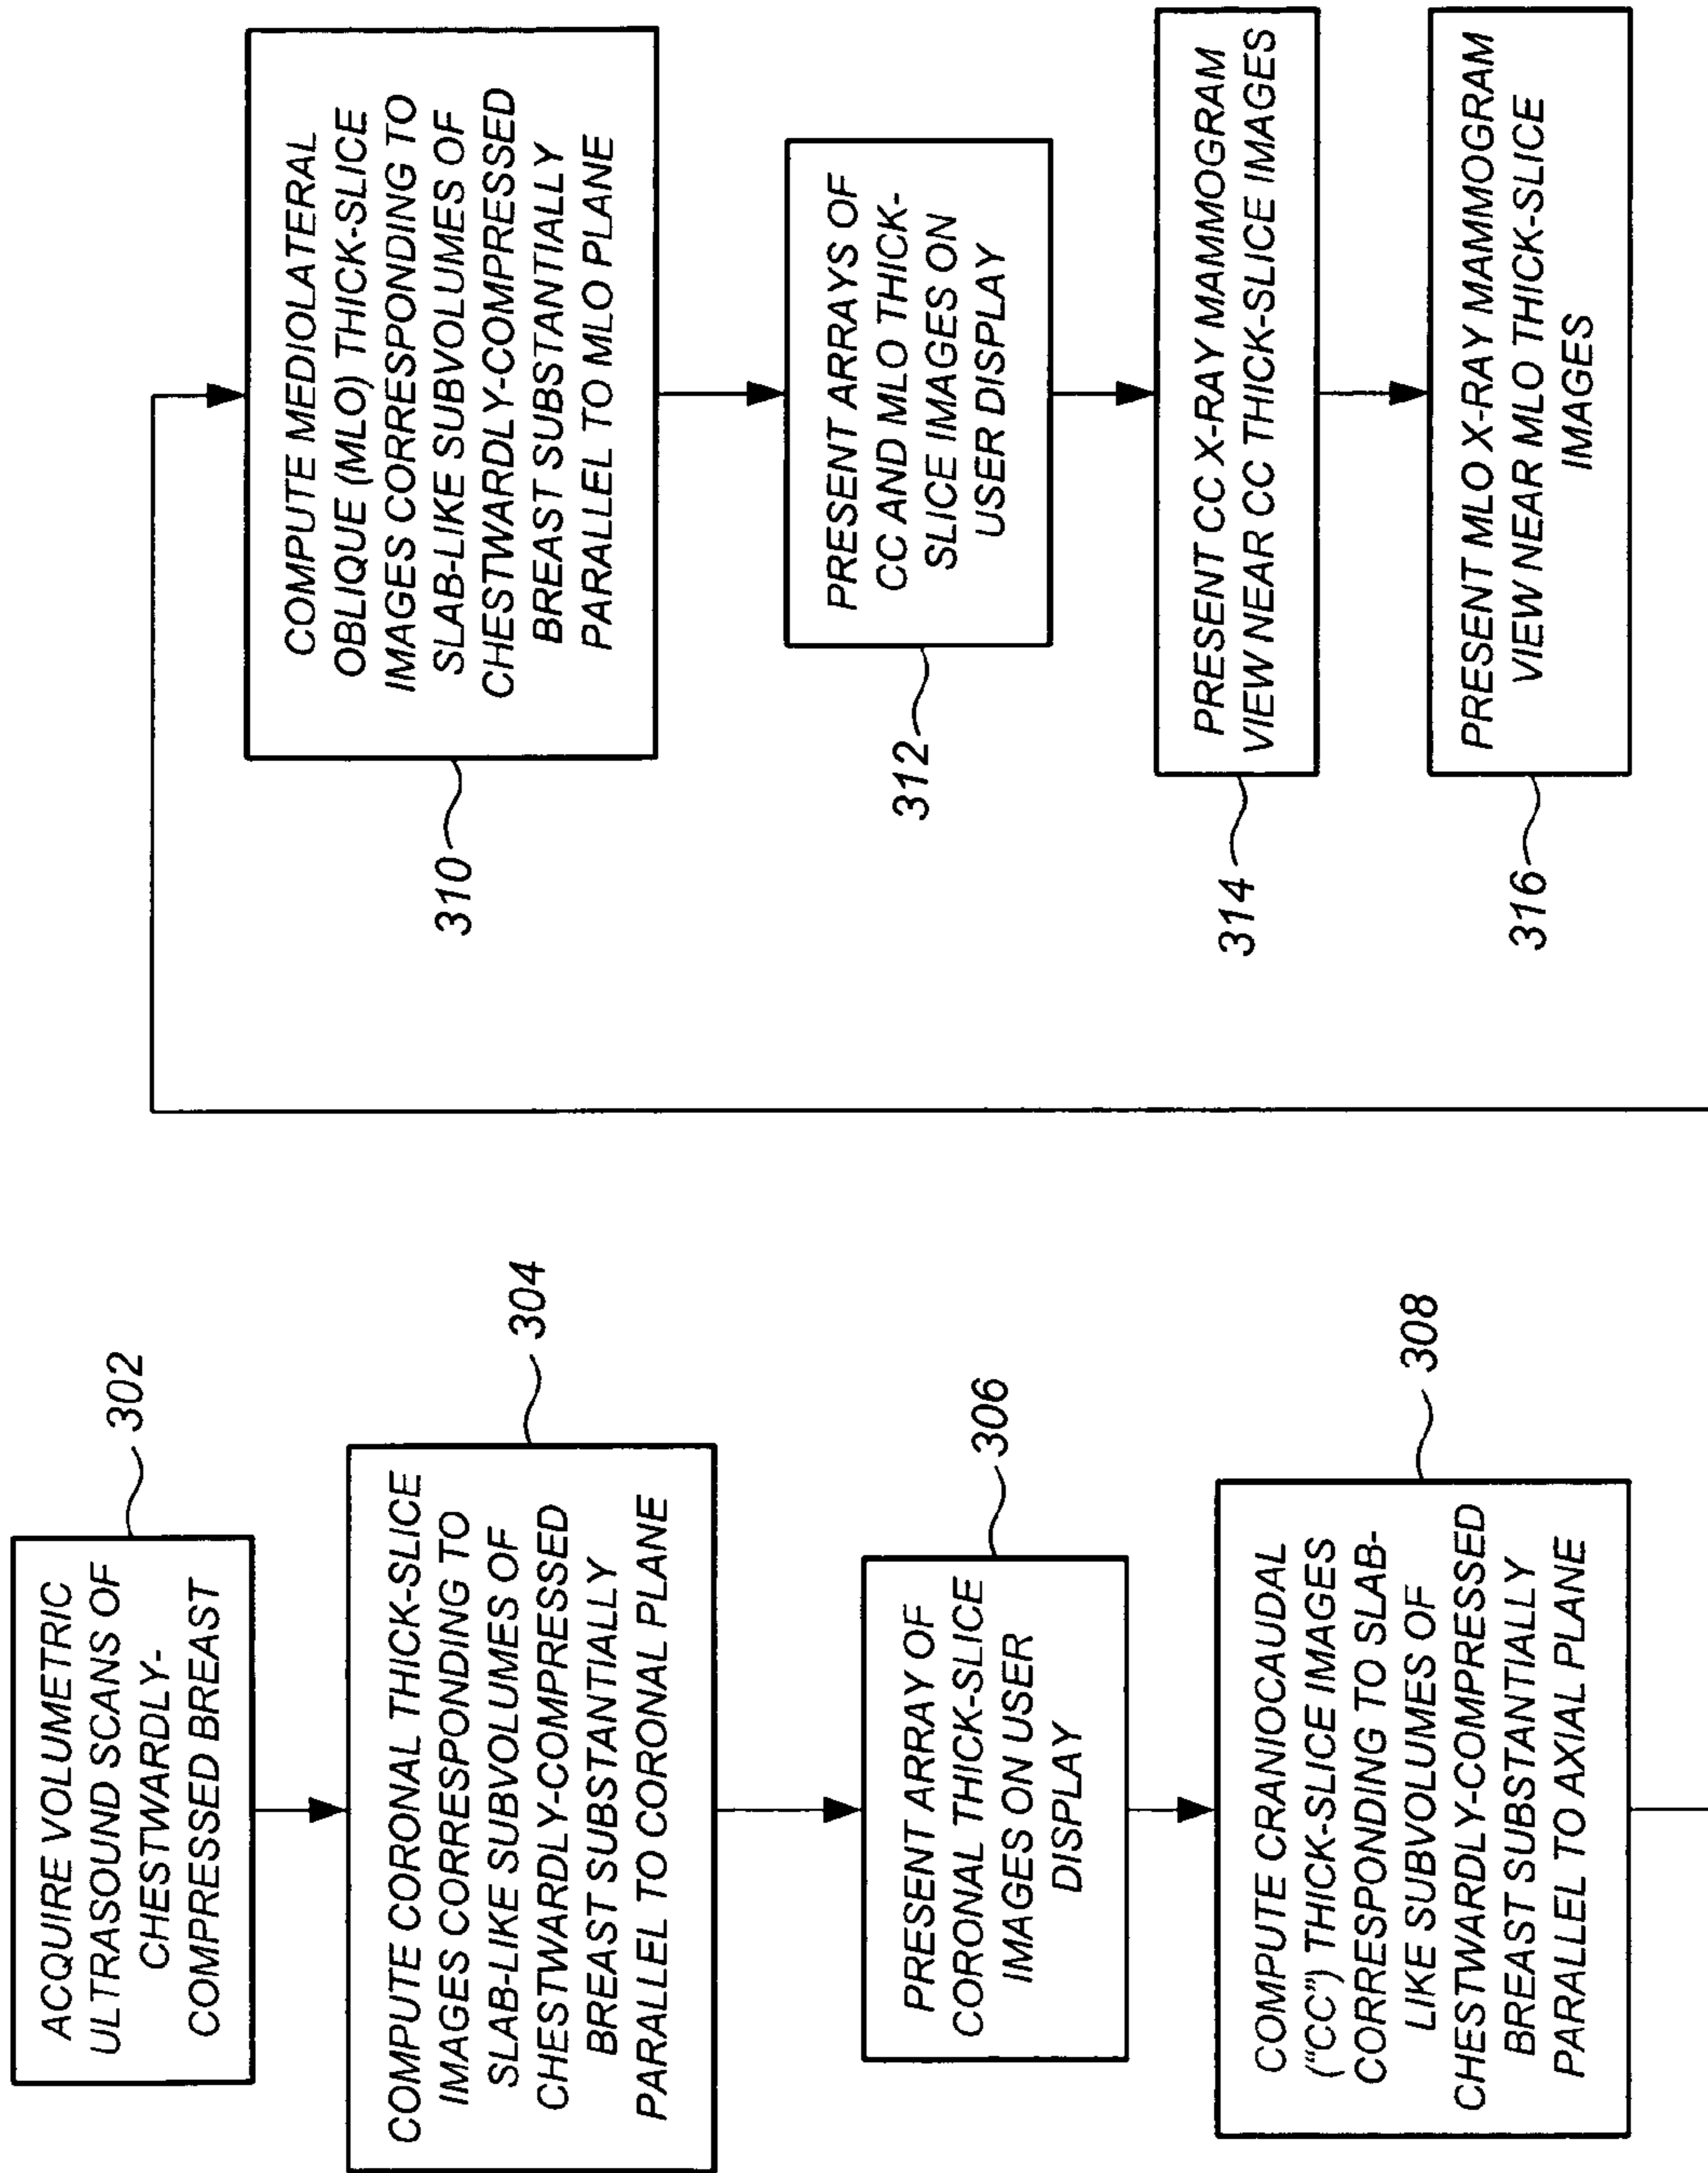 ACQUIRE VOLUMETRIC
ULTRASOUND SCANS OF
CHESTWARDLY-
COMPRESSED BREAST
302
COMPUTE CORONAL THICK-SLICE
IMAGES CORRESPONDING TO
SLAB-LIKE SUBVOLUMES OF
CHESTWARDLY-COMPRESSED
BREAST SUBSTANTIALLY
PARALLEL TO CORONAL PLANE
304
PRESENT ARRAY OF
CORONAL THICK-SLICE
IMAGES ON USER
DISPLAY
306
COMPUTE CRANIOCAUDAL
("CC") THICK-SLICE IMAGES
CORRESPONDING TO SLAB-
LIKE SUBVOLUMES OF
CHESTWARDLY-COMPRESSED
BREAST SUBSTANTIALLY
PARALLEL TO AXIAL PLANE
308
COMPUTE MEDIOLATERAL
OBLIQUE (MLO) THICK-SLICE
IMAGES CORRESPONDING TO
SLAB-LIKE SUBVOLUMES OF
CHESTWARDLY-COMPRESSED
BREAST SUBSTANTIALLY
PARALLEL TO MLO PLANE
310
PRESENT ARRAYS OF
CC AND MLO THICK-
SLICE IMAGES ON
USER DISPLAY
312
PRESENT CC X-RAY MAMMOGRAM
VIEW NEAR CC THICK-SLICE IMAGES
314
PRESENT MLO X-RAY MAMMOGRAM
VIEW NEAR MLO THICK-SLICE
IMAGES
316